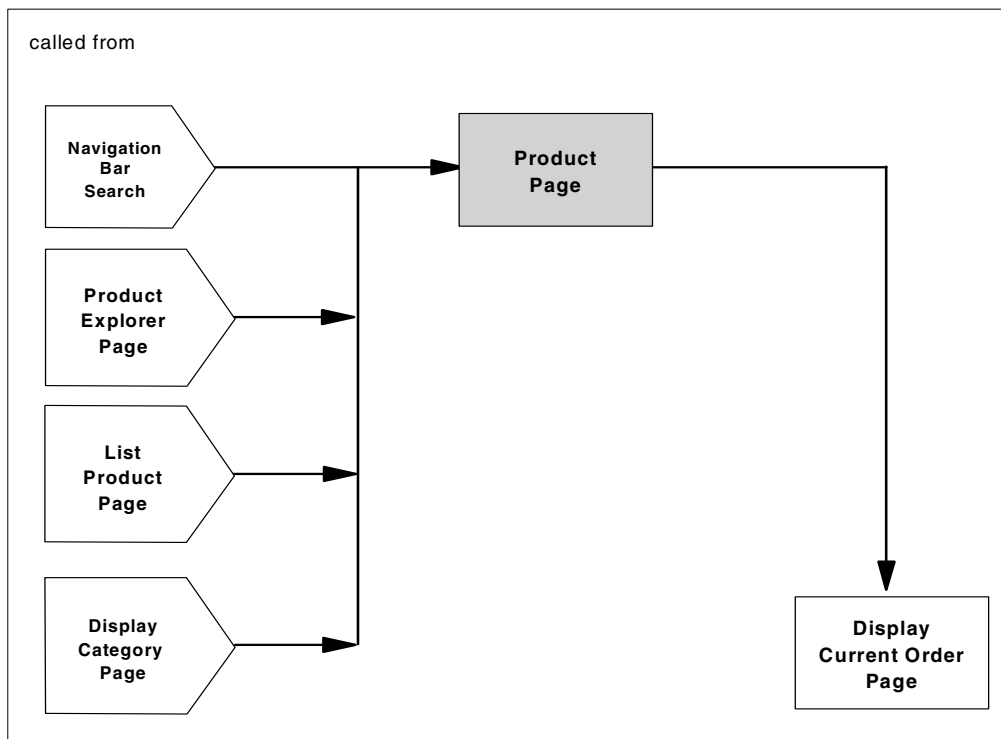 called from
Navigation
Bar
Search
Product
Page
Product
Explorer
Page
List
Product
Page
Display
Category
Page
Display
Current Order
Page